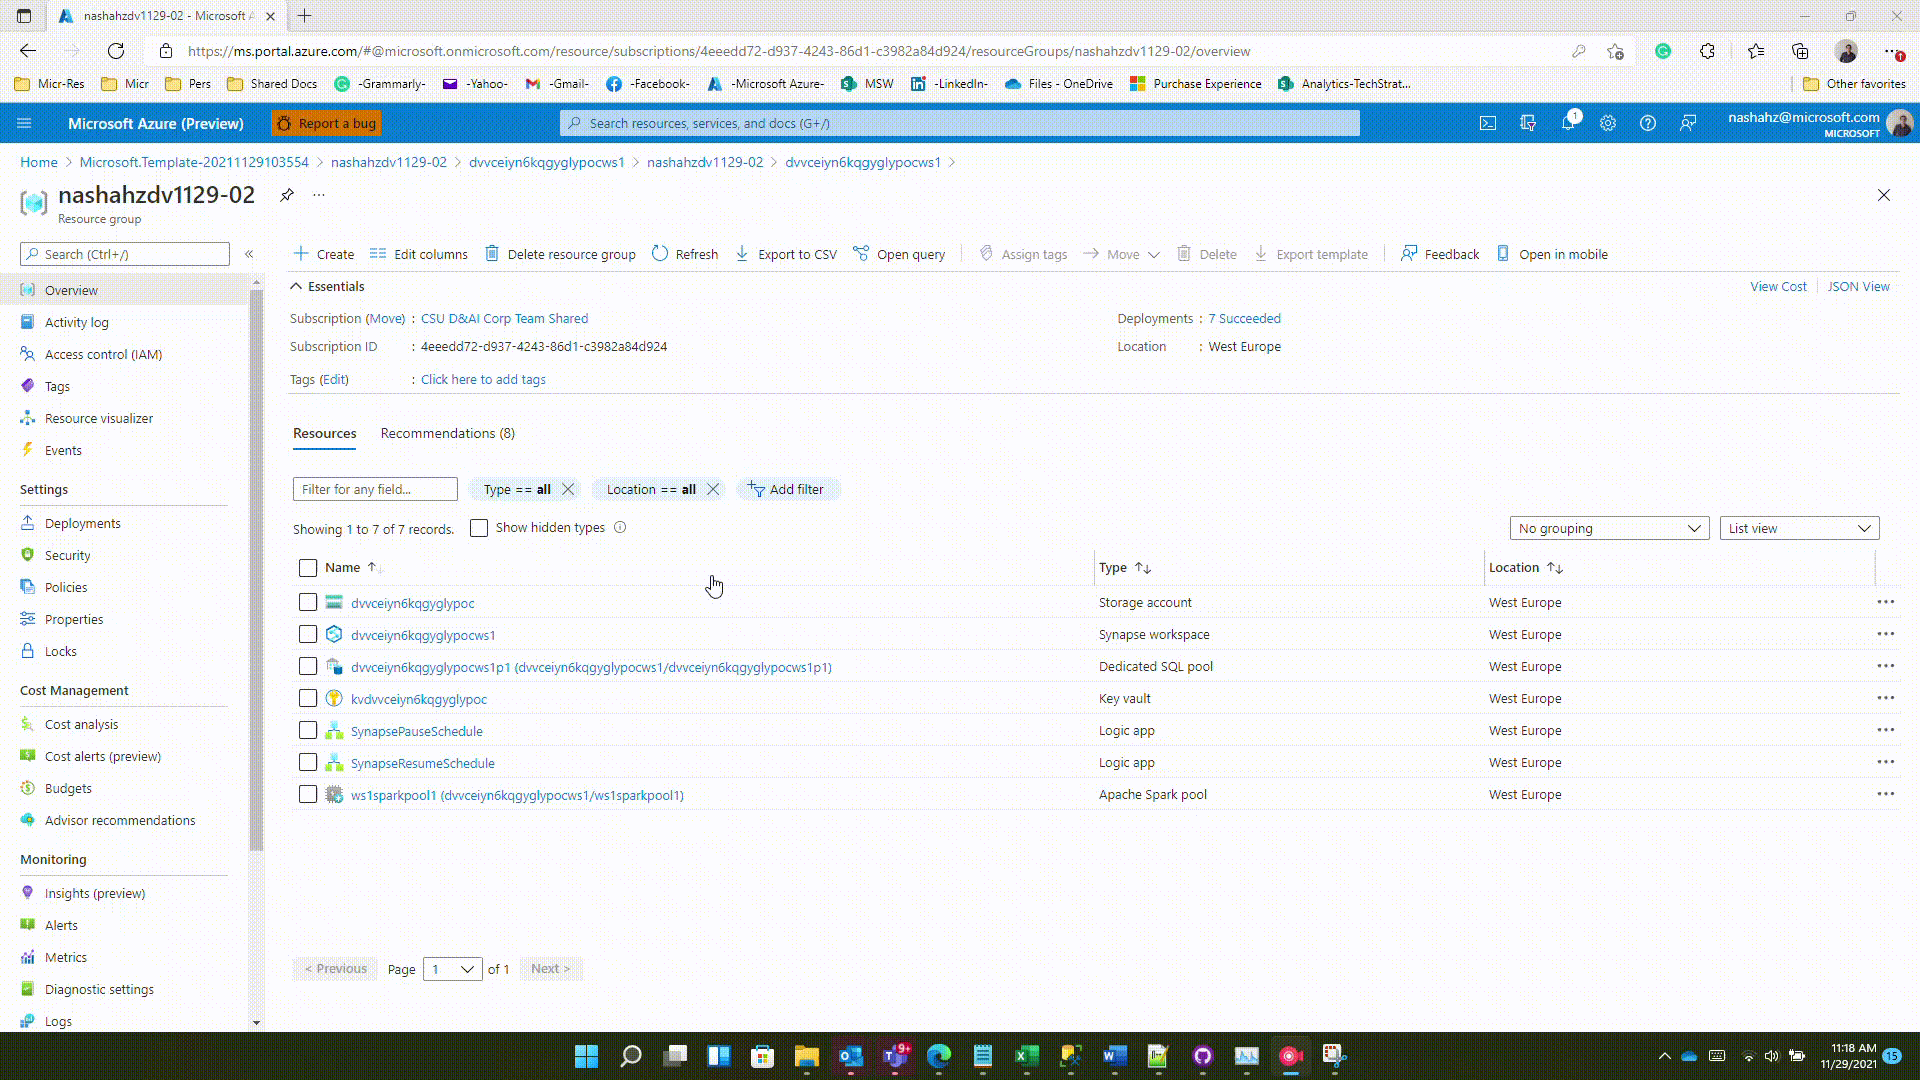 nashahzdv1129-02 - Microsoft A
https://ms.portal.azure.com/#@microsoft.onmicrosoft.com/resource/subscriptions/4eeedd72-d937-4243-86d1-c3982a84d924/resourceGroups/nashahzdv1129-02/overview
Micr-Res Micr Pers Shared Docs -Grammarly- -Yahoo- -Gmail- -Facebook- -Microsoft Azure- MSW -LinkedIn- Files - OneDrive Purchase Experience Analytics-TechStrat... Other favorites
Microsoft Azure (Preview) Report a bug Search resources, services, and docs (G+/) 1 nashahz@microsoft.com
MICROSOFT
Home > Microsoft.Template-20211129103554 > nashahzdv1129-02 > dvvceiyn6kqgyglypocws1 > nashahzdv1129-02 > dvvceiyn6kqgyglypocws1 >
nashahzdv1129-02 ...
Resource group
Search (Ctrl+/) «
Create Edit columns Delete resource group Refresh Export to CSV Open query Assign tags Move Delete Export template Feedback Open in mobile
Overview
Activity log
Access control (IAM)
Tags
Resource visualizer
Events
Settings
Deployments
Security
Policies
Properties
Locks
Cost Management
Cost analysis
Cost alerts (preview)
Budgets
Advisor recommendations
Monitoring
Insights (preview)
Alerts
Metrics
Diagnostic settings
Logs
Essentials View Cost JSON View
Subscription (Move) : CSU D&AI Corp Team Shared Deployments : 7 Succeeded
Subscription ID : 4eeedd72-d937-4243-86d1-c3982a84d924 Location : West Europe
Tags (Edit) : Click here to add tags
Resources Recommendations (8)
Filter for any field... Type == all Location == all Add filter
Showing 1 to 7 of 7 records. Show hidden types No grouping List view
Name Type Location
dvvceiyn6kqgyglypoc Storage account West Europe
dvvceiyn6kqgyglypocws1 Synapse workspace West Europe
dvvceiyn6kqgyglypocws1p1 (dvvceiyn6kqgyglypocws1/dvvceiyn6kqgyglypocws1p1) Dedicated SQL pool West Europe
kvdvvceiyn6kqgyglypoc Key vault West Europe
SynapsePauseSchedule Logic app West Europe
SynapseResumeSchedule Logic app West Europe
ws1sparkpool1 (dvvceiyn6kqgyglypocws1/ws1sparkpool1) Apache Spark pool West Europe
< Previous Page 1 of 1 Next >
9+
11:18 AM
11/29/2021 15